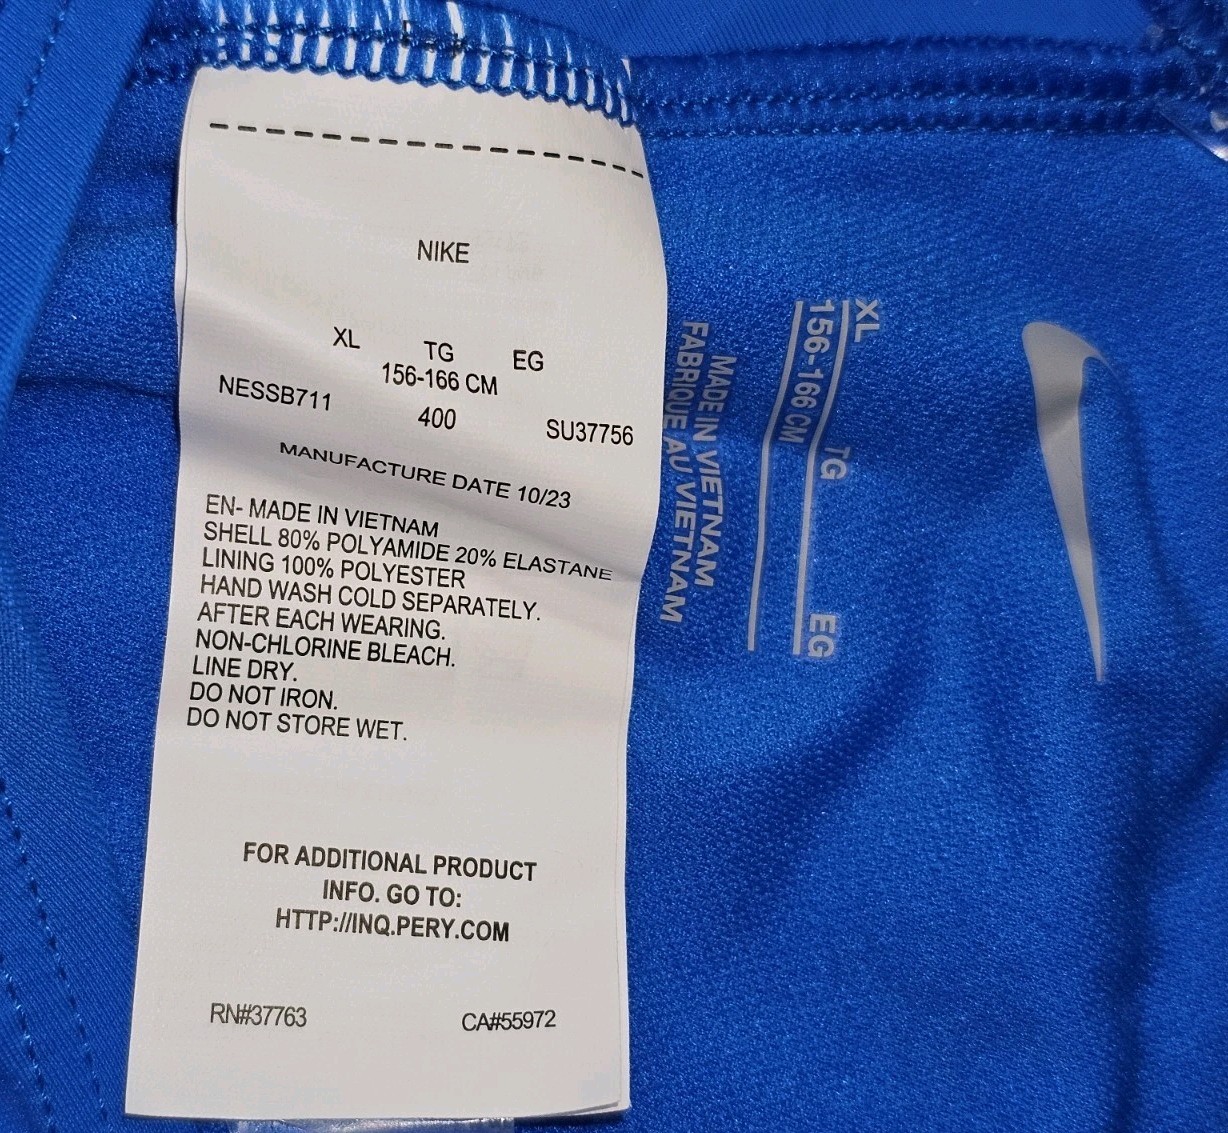 NIKE
XL TG EG
156-166 CM
NESSB711 400 SU37756
MANUFACTURE DATE 10/23
EN- MADE IN VIETNAM
SHELL 80% POLYAMIDE 20% ELASTANE
LINING 100% POLYESTER
HAND WASH COLD SEPARATELY.
AFTER EACH WEARING.
NON-CHLORINE BLEACH.
LINE DRY.
DO NOT IRON.
DO NOT STORE WET.
FOR ADDITIONAL PRODUCT
INFO. GO TO:
HTTP://INQ.PERY.COM
RN#37763 CA#55972
XL TG EG
156-166 CM
MADE IN VIETNAM
FABRIQUE AU VIETNAM